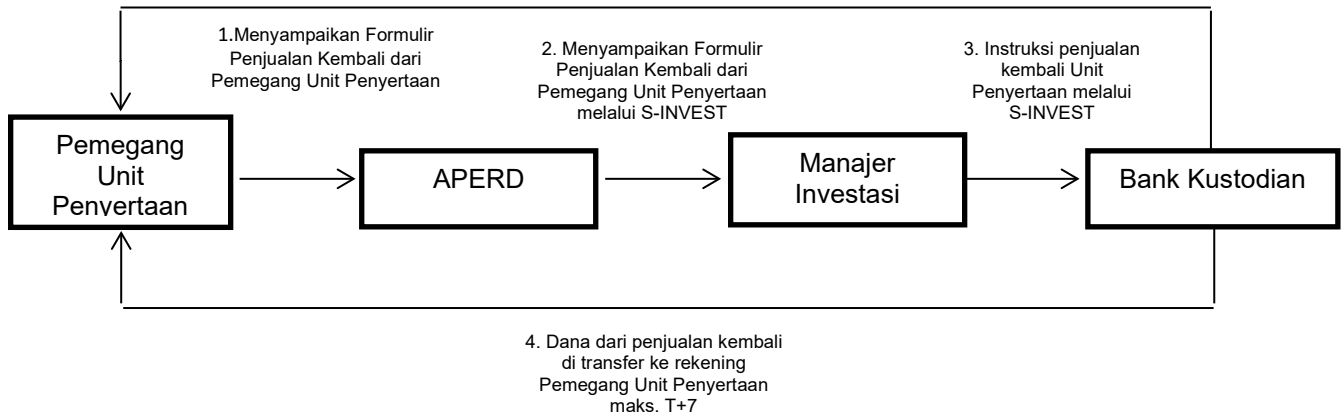 1.Menyampaikan Formulir
Penjualan Kembali dari
Pemegang Unit Penyertaan
2. Menyampaikan Formulir
Penjualan Kembali dari
Pemegang Unit Penyertaan
melalui S-INVEST
3. Instruksi penjualan
kembali Unit
Penyertaan melalui
S-INVEST
Pemegang
Unit
Penyertaan
APERD
Manajer
Investasi
Bank Kustodian
4. Dana dari penjualan kembali
di transfer ke rekening
Pemegang Unit Penyertaan
maks. T+7